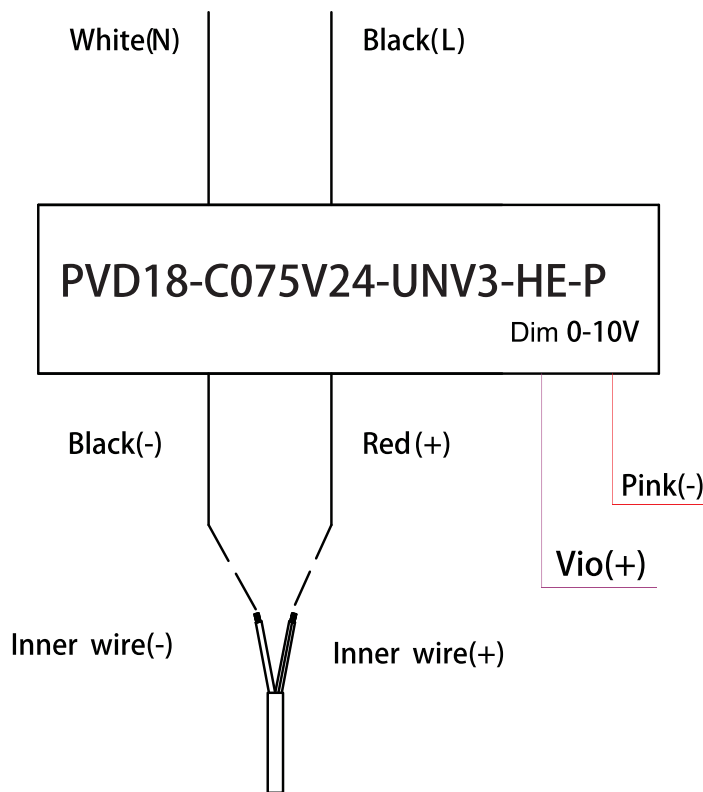 White(N)
Black(L)
PVD18-C075V24-UNV3-HE-P
Dim 0-10V
Black(-)
Red(+)
Pink(-)
Vio(+)
Inner wire(-)
Inner wire(+)